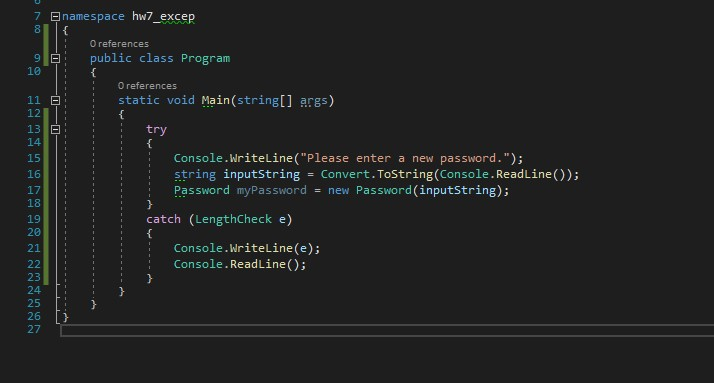 6
7 namespace hw7_excep
8 {
0 references
9 public class Program
10 {
0 references
11 static void Main(string[] args)
12 {
13 try
14 {
15 Console.WriteLine("Please enter a new password.");
16 string inputString = Convert.ToString(Console.ReadLine());
17 Password myPassword = new Password(inputString);
18 }
19 catch (LengthCheck e)
20 {
21 Console.WriteLine(e);
22 Console.ReadLine();
23 }
24 }
25 }
26 }
27